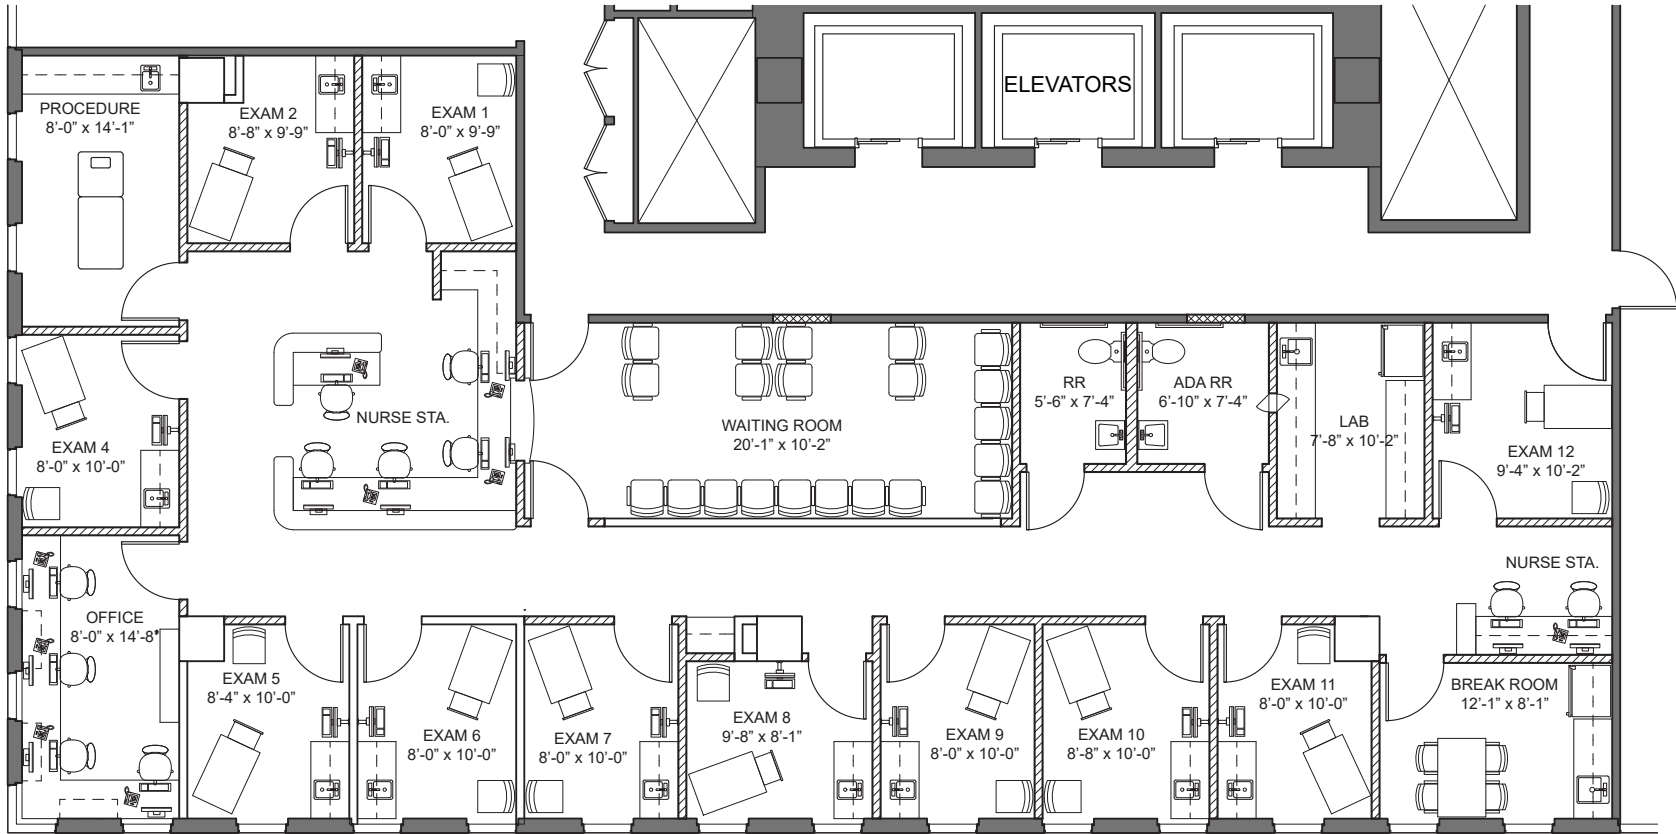 ELEVATORS
PROCEDURE
8'-0" x 14'-1"
EXAM 2
8'-8" x 9'-9"
EXAM 1
8'-0" x 9'-9"
EXAM 4
8'-0" x 10'-0"
NURSE STA.
WAITING ROOM
20'-1" x 10'-2"
RR
5'-6" x 7'-4"
ADA RR
6'-10" x 7'-4"
LAB
7'-8" x 10'-2"
EXAM 12
9'-4" x 10'-2"
NURSE STA.
OFFICE
8'-0" x 14'-8"
EXAM 5
8'-4" x 10'-0"
EXAM 6
8'-0" x 10'-0"
EXAM 7
8'-0" x 10'-0"
EXAM 8
9'-8" x 8'-1"
EXAM 9
8'-0" x 10'-0"
EXAM 10
8'-8" x 10'-0"
EXAM 11
8'-0" x 10'-0"
BREAK ROOM
12'-1" x 8'-1"